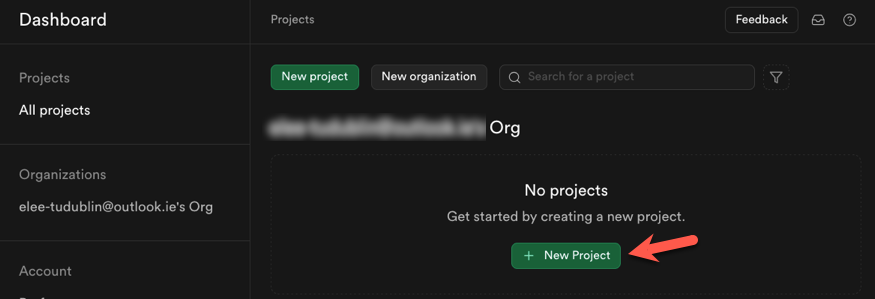 Dashboard
Projects
Feedback
Projects
All projects
New project
New organization
Search for a project
Org
Organizations
elee-tudublin@outlook.ie's Org
No projects
Get started by creating a new project.
+ New Project
Account